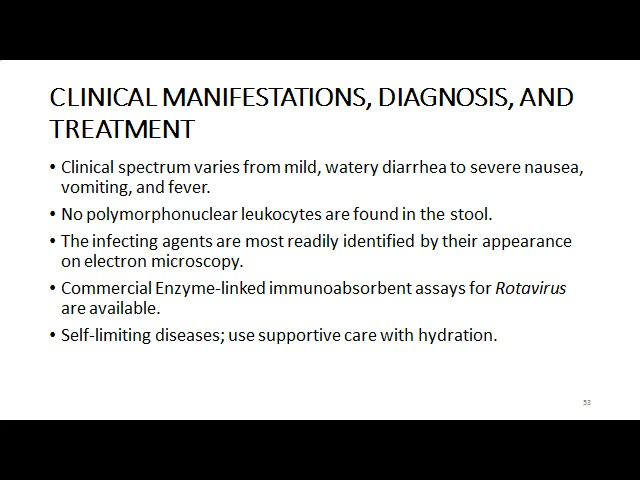 CLINICAL MANIFESTATIONS, DIAGNOSIS, AND
TREATMENT
• Clinical spectrum varies from mild, watery diarrhea to severe nausea,
vomiting, and fever.
• No polymorphonuclear leukocytes are found in the stool.
• The infecting agents are most readily identified by their appearance
on electron microscopy.
• Commercial Enzyme-linked immunoabsorbent assays for Rotavirus
are available.
• Self-limiting diseases; use supportive care with hydration.
53